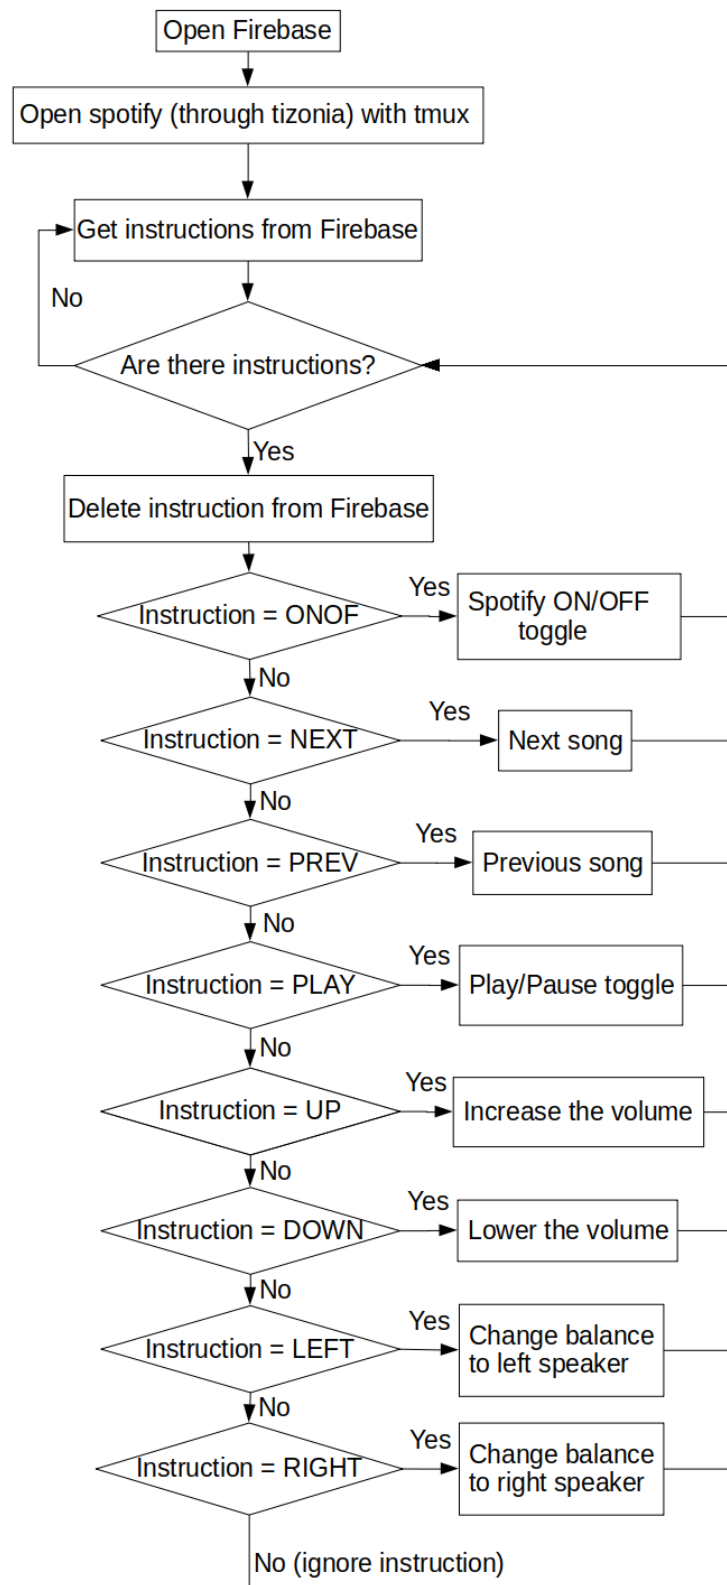 Open Firebase
Open spotify (through tizonia) with tmux
Get instructions from Firebase
No
Are there instructions?
Yes
Delete instruction from Firebase
Instruction = ONOF
Yes
Spotify ON/OFF
toggle
No
Instruction = NEXT
Yes
Next song
No
Instruction = PREV
Yes
Previous song
No
Instruction = PLAY
Yes
Play/Pause toggle
No
Instruction = UP
Yes
Increase the volume
No
Instruction = DOWN
Yes
Lower the volume
No
Instruction = LEFT
Yes
Change balance
to left speaker
No
Instruction = RIGHT
Yes
Change balance
to right speaker
No (ignore instruction)